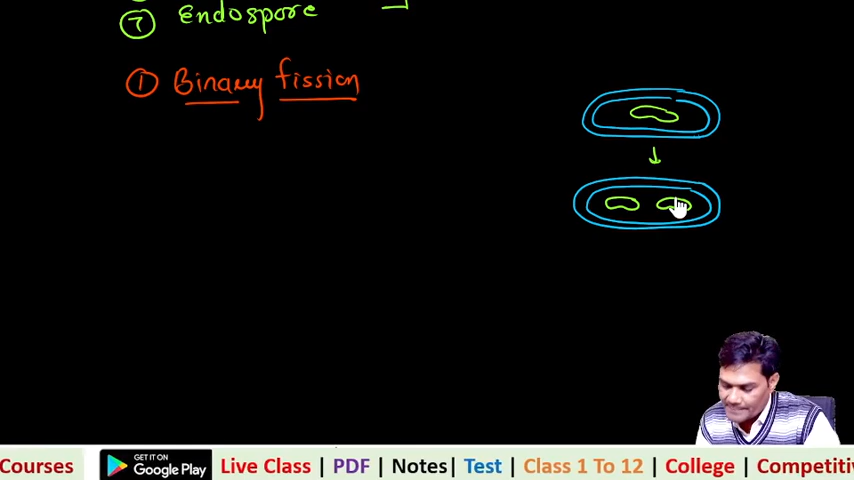 7 Endospore
1 Binary fission
Courses
GET IT ON
Google Play
Live Class | PDF | Notes| Test | Class 1 To 12 | College | Competitiv